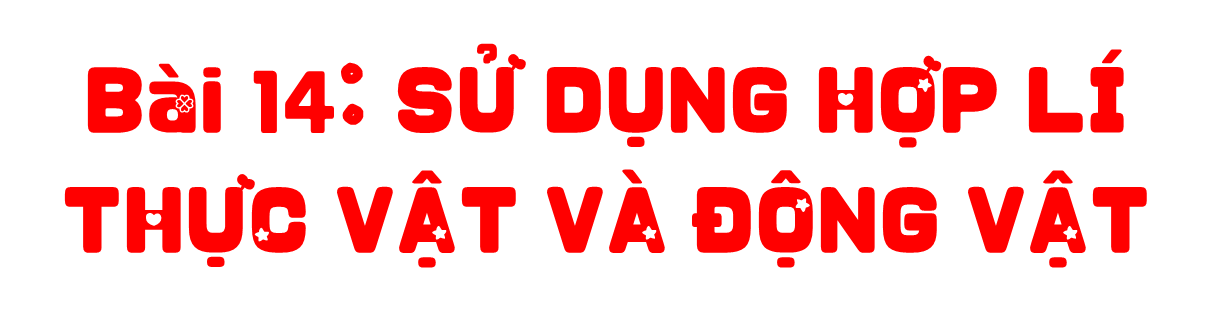 Bài 14: SỬ DỤNG HỢP LÍ
THỰC VẬT VÀ ĐỘNG VẬT